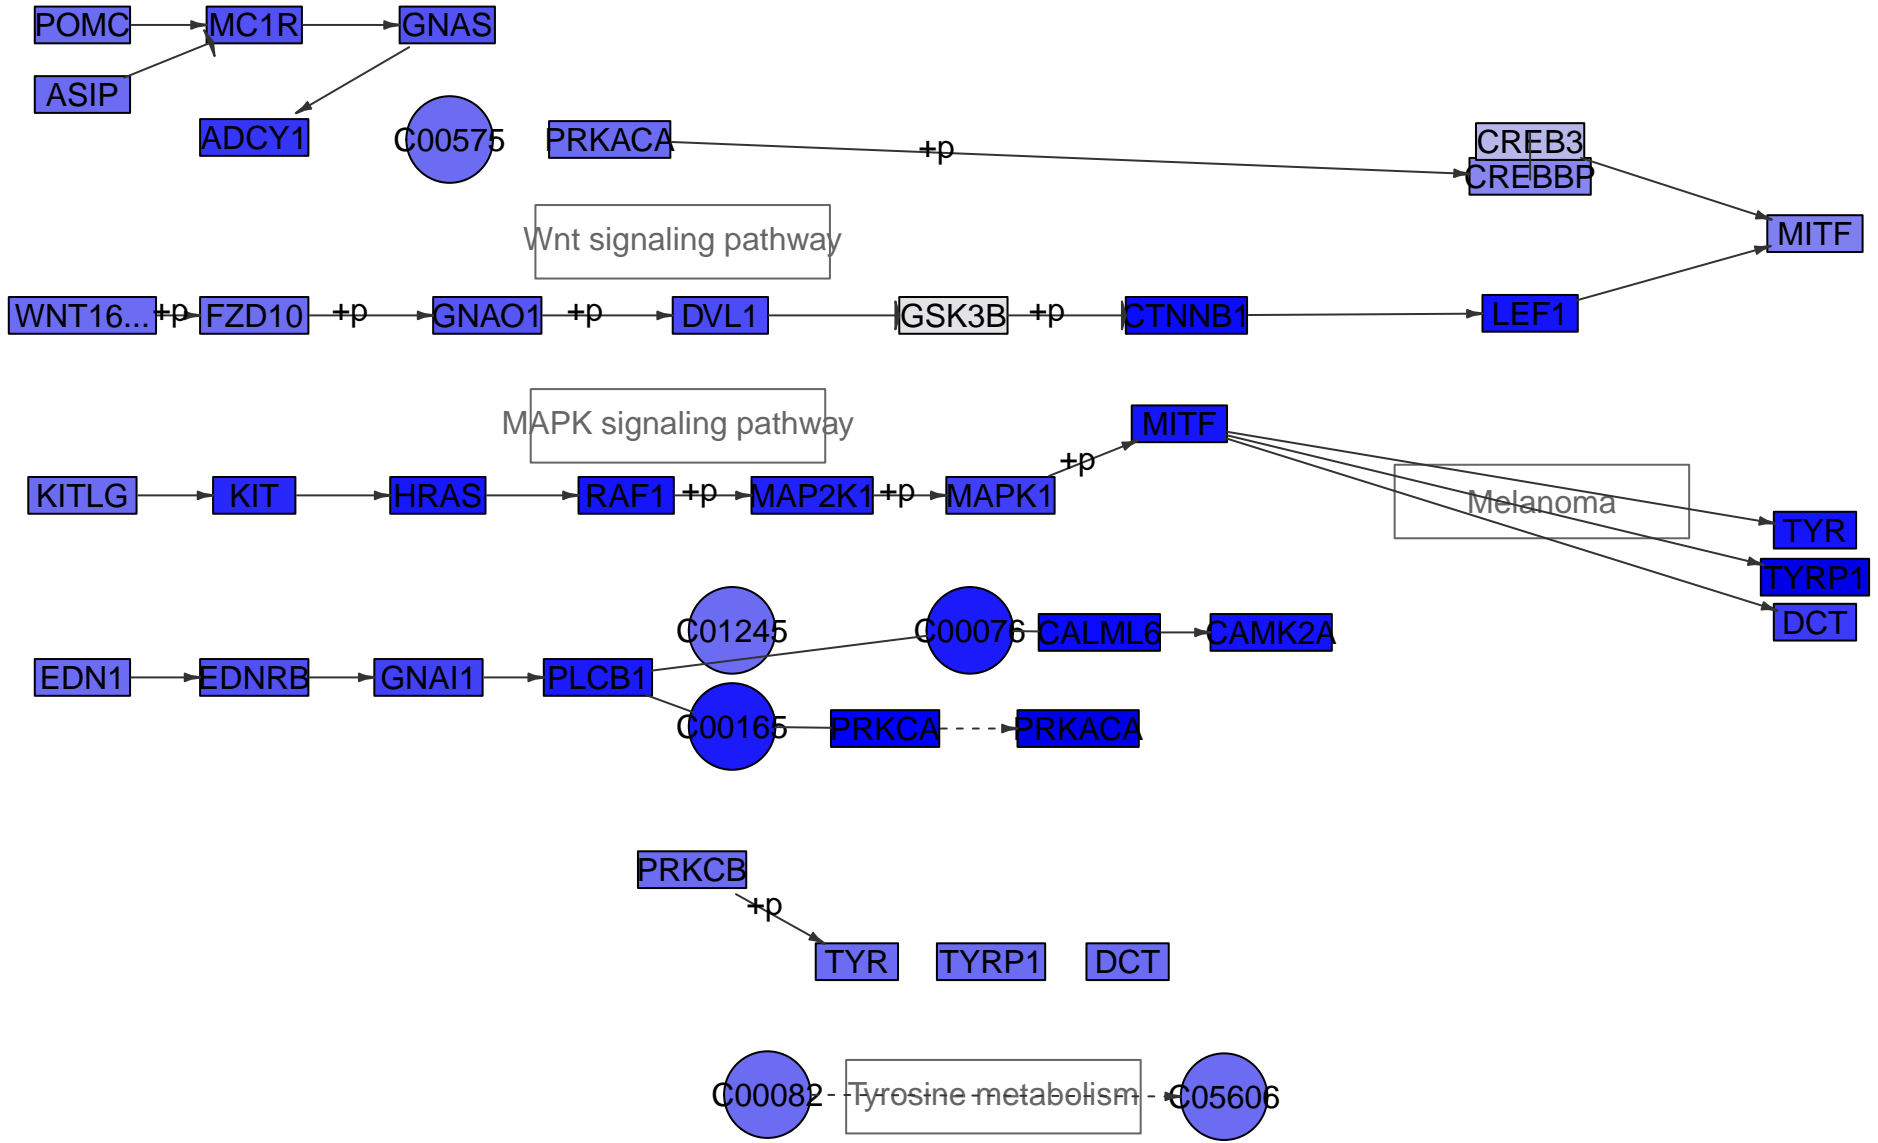 POMC
MC1R
GNAS
ASIP
ADCY1
C00575
PRKACA
+p
CREB3
CREBBP
MITF
Wnt signaling pathway
WNT16...
+p
FZD10
+p
GNAO1
+p
DVL1
GSK3B
+p
CTNNB1
LEF1
MAPK signaling pathway
MITF
+p
KITLG
KIT
HRAS
RAF1
+p
MAP2K1
+p
MAPK1
Melanoma
TYR
TYRP1
DCT
C01245
C00076
CALML6
CAMK2A
EDN1
EDNRB
GNAI1
PLCB1
C00165
PRKCA
PRKACA
PRKCB
+p
TYR
TYRP1
DCT
C00082
Tyrosine metabolism
C05606